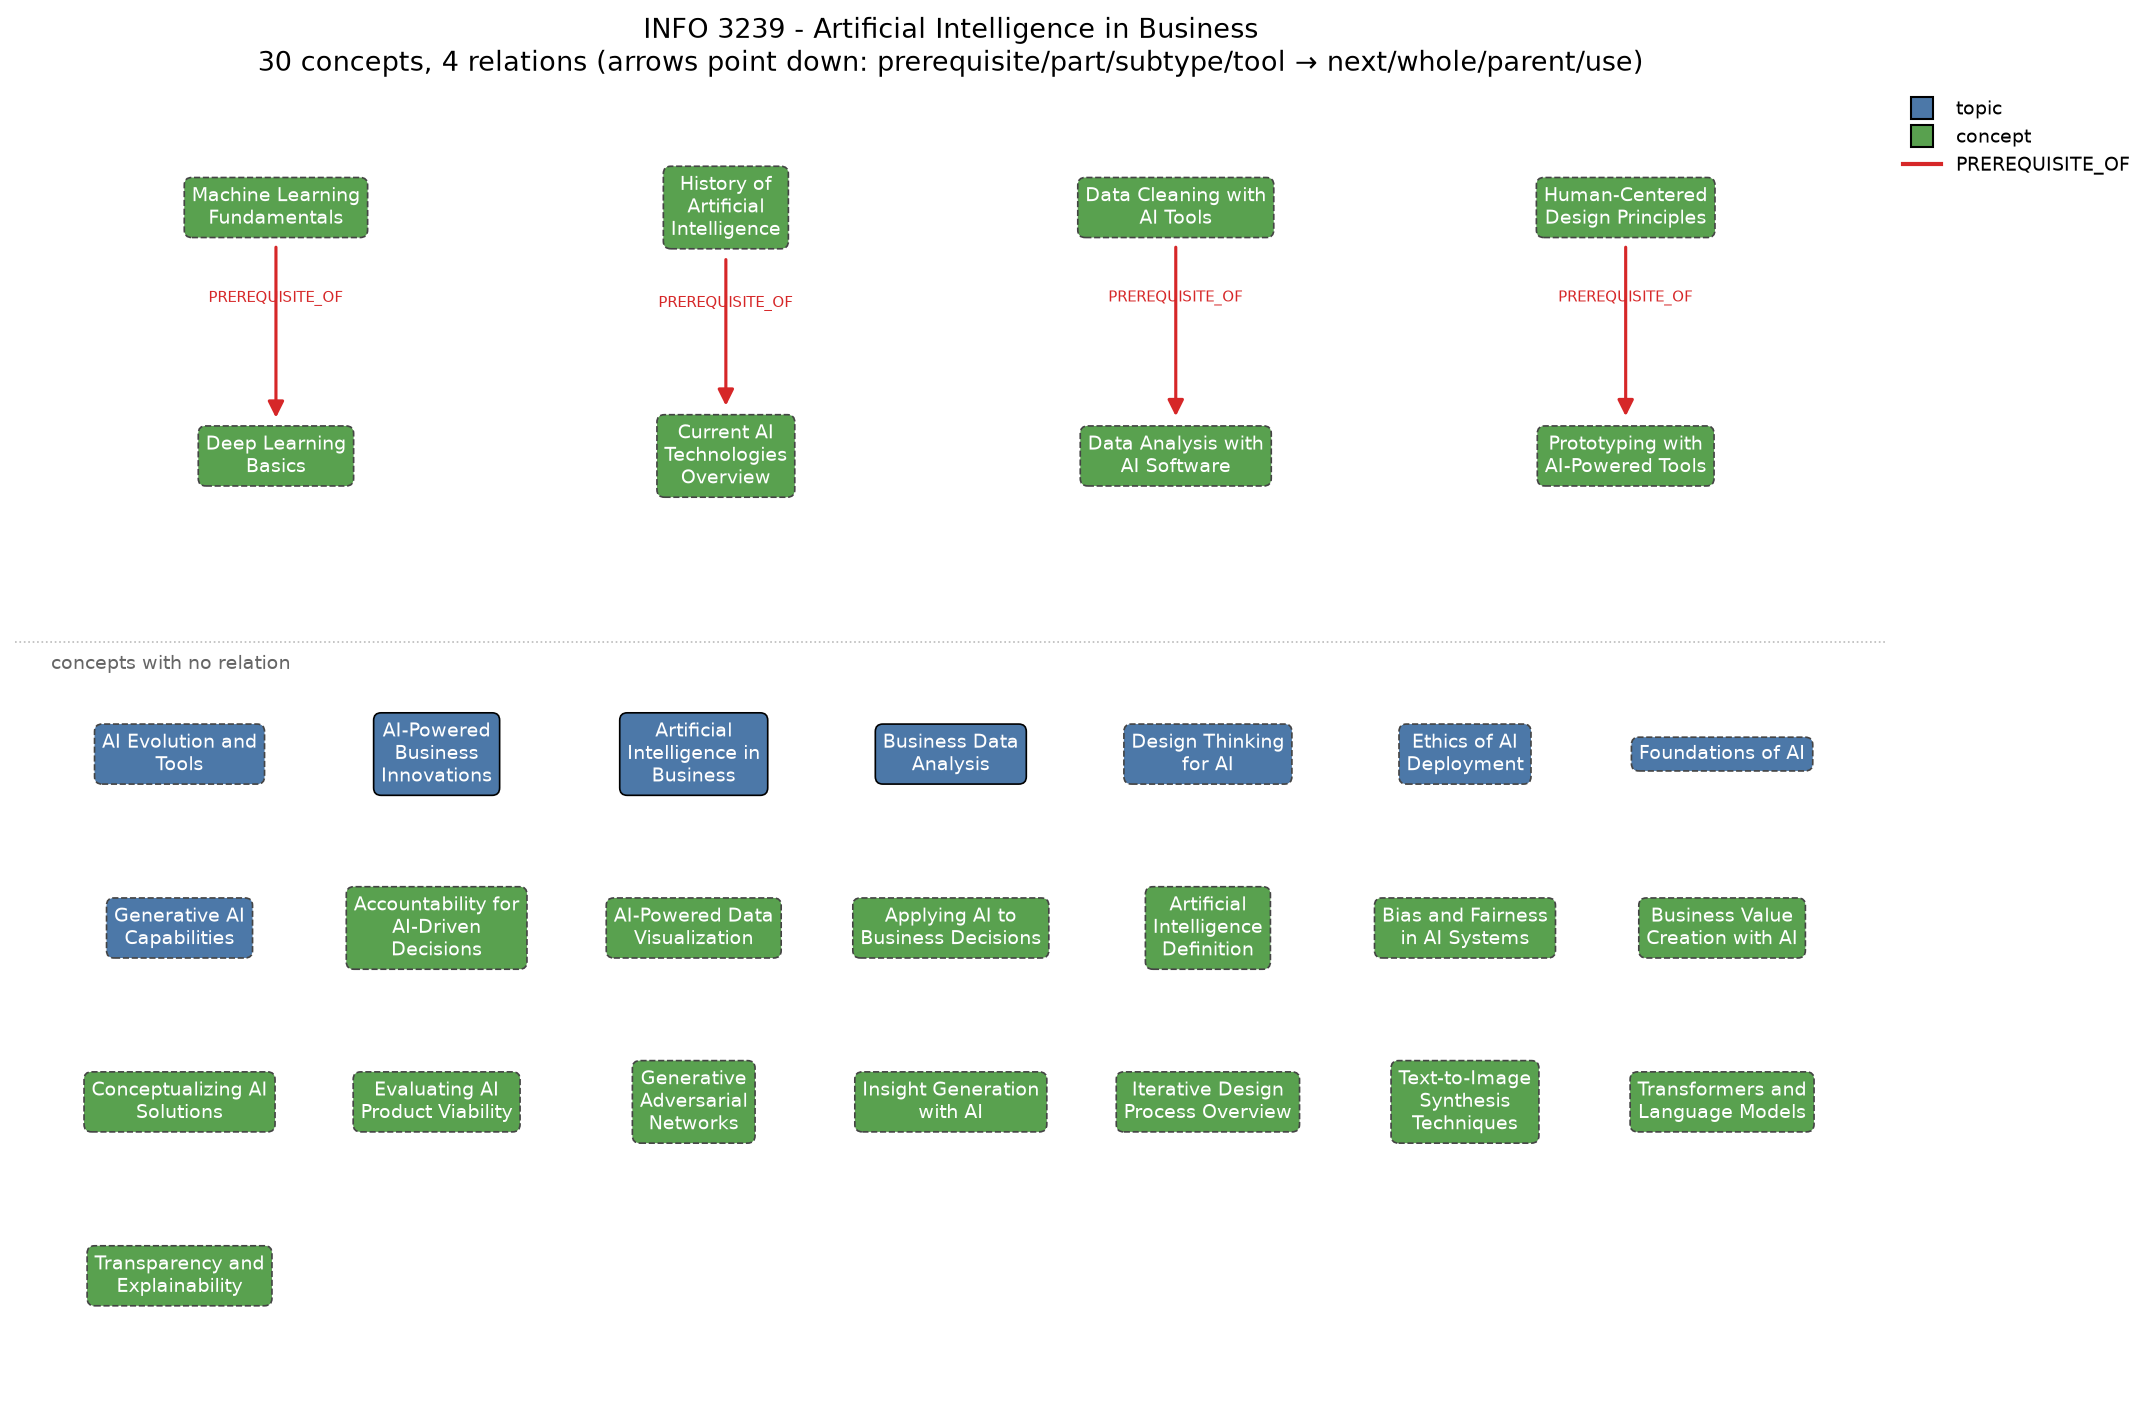 INFO 3239 - Artificial Intelligence in Business
30 concepts, 4 relations (arrows point down: prerequisite/part/subtype/tool → next/whole/parent/use)
topic
concept
PREREQUISITE_OF
Machine Learning
Fundamentals
History of
Artificial
Intelligence
Data Cleaning with
AI Tools
Human-Centered
Design Principles
PREREQUISITE_OF
PREREQUISITE_OF
PREREQUISITE_OF
PREREQUISITE_OF
Deep Learning
Basics
Current AI
Technologies
Overview
Data Analysis with
AI Software
Prototyping with
AI-Powered Tools
concepts with no relation
AI Evolution and
Tools
AI-Powered
Business
Innovations
Artificial
Intelligence in
Business
Business Data
Analysis
Design Thinking
for AI
Ethics of AI
Deployment
Foundations of AI
Generative AI
Capabilities
Accountability for
AI-Driven
Decisions
AI-Powered Data
Visualization
Applying AI to
Business Decisions
Artificial
Intelligence
Definition
Bias and Fairness
in AI Systems
Business Value
Creation with AI
Conceptualizing AI
Solutions
Evaluating AI
Product Viability
Generative
Adversarial
Networks
Insight Generation
with AI
Iterative Design
Process Overview
Text-to-Image
Synthesis
Techniques
Transformers and
Language Models
Transparency and
Explainability